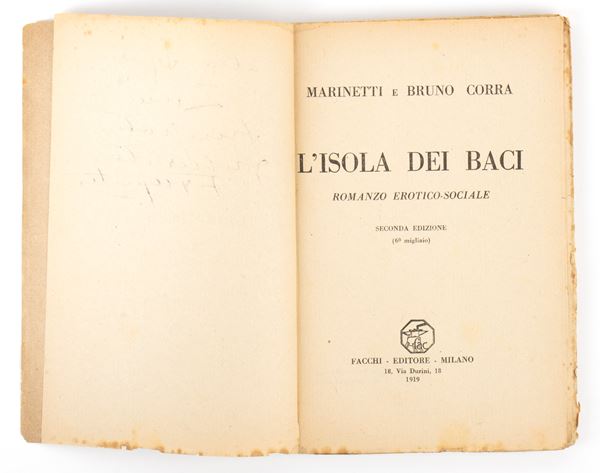 MARINETTI E BRUNO CORRA
L'ISOLA DEI BACI
ROMANZO EROTICO-SOCIALE
SECONDA EDIZIONE
(6º migliaio)
FACCHI - EDITORE - MILANO
18, Via Durini, 18
1919